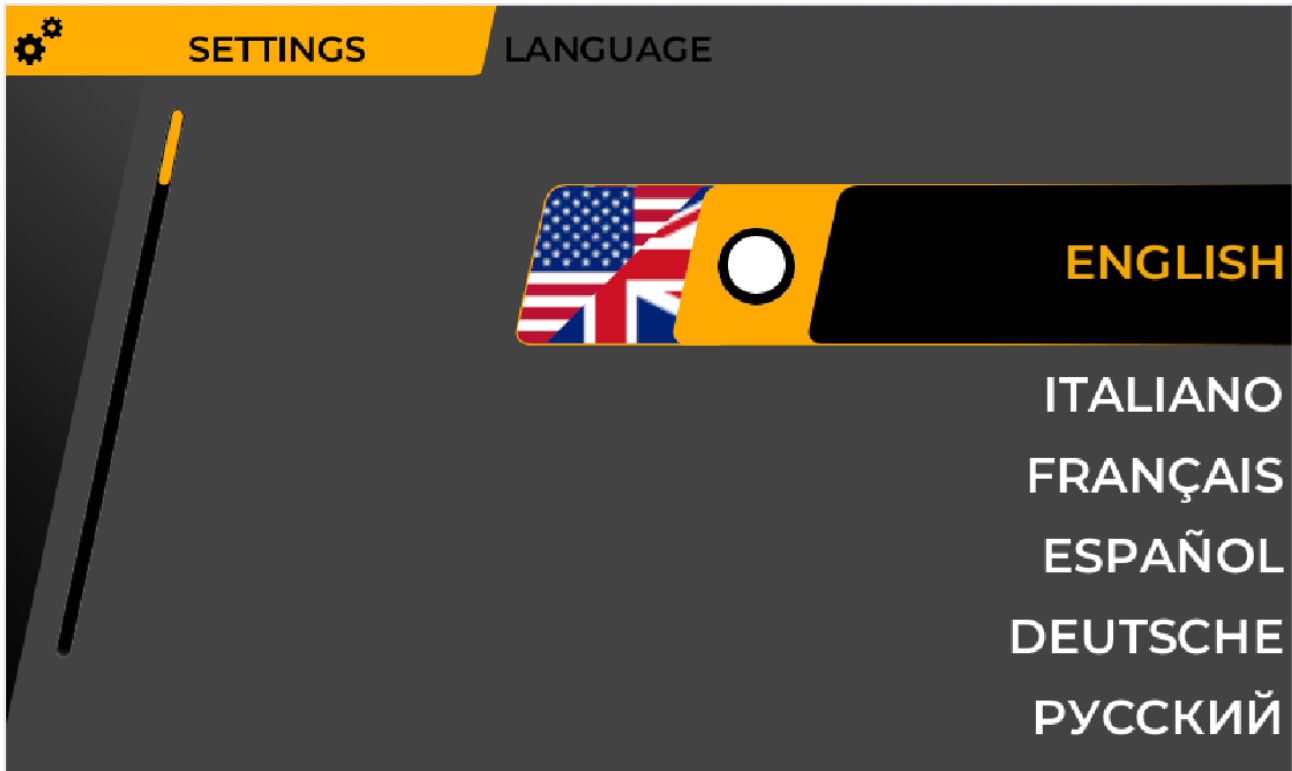 SETTINGS LANGUAGE
ENGLISH
ITALIANO
FRANÇAIS
ESPAÑOL
DEUTSCHE
РУССКИЙ